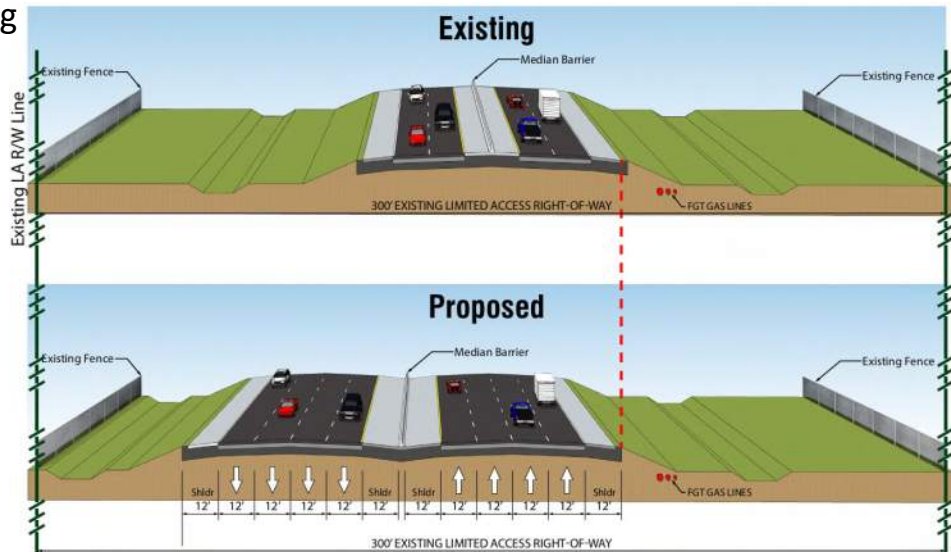 g
Existing
Median Barrier
Existing Fence
Existing Fence
Existing LA R/W Line
300' EXISTING LIMITED ACCESS RIGHT-OF-WAY
FGT GAS LINES
Proposed
Median Barrier
Existing Fence
Existing Fence
FGT GAS LINES
Shldr Shldr Shldr Shldr
12' 12' 12' 12' 12' 12' 12' 12' 12' 12' 12' 12'
300' EXISTING LIMITED ACCESS RIGHT-OF-WAY